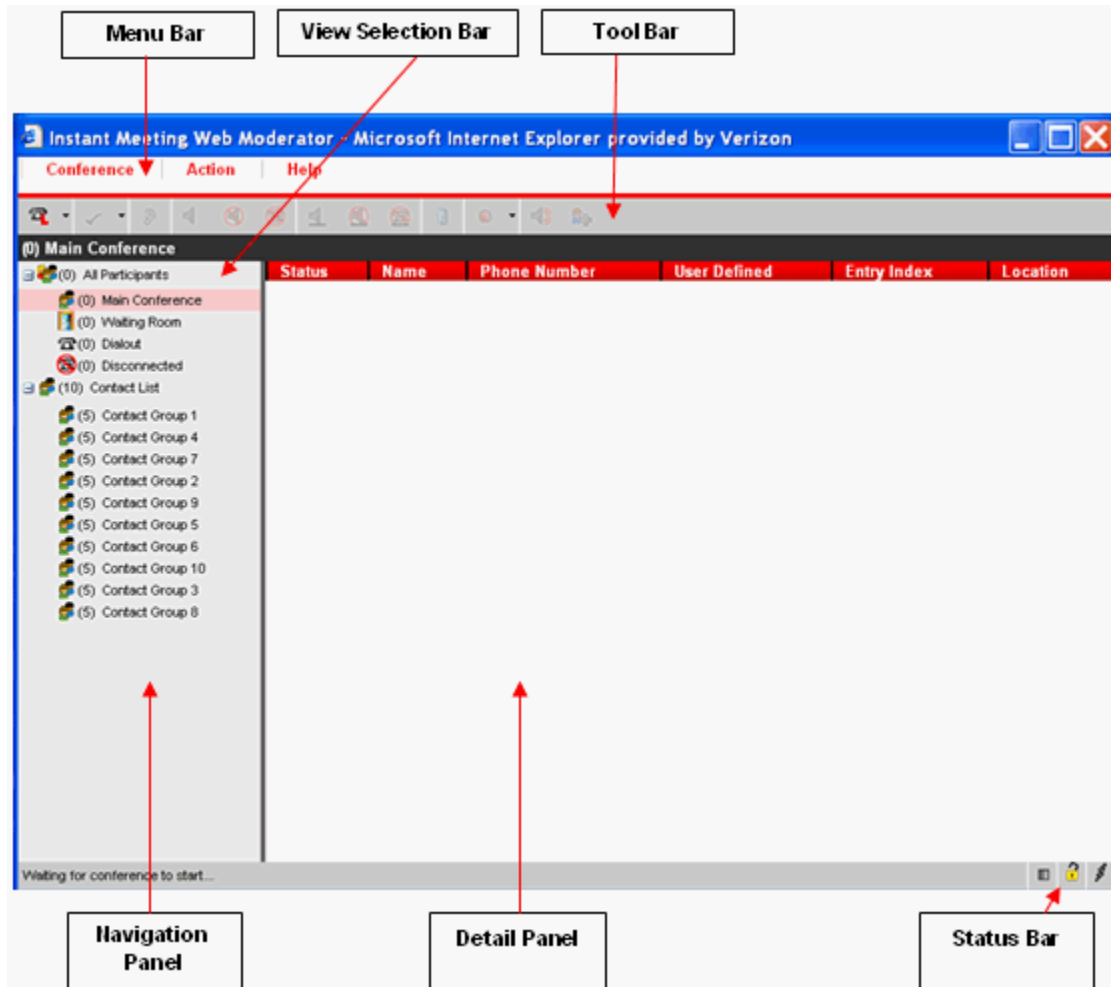 Menu Bar
View Selection Bar
Tool Bar
Instant Meeting Web Moderator - Microsoft Internet Explorer provided by Verizon
Conference Action Help
(0) Main Conference
(0) All Participants
Status Name Phone Number User Defined Entry Index Location
(0) Main Conference
(0) Waiting Room
(0) Dialout
(0) Disconnected
(10) Contact List
(5) Contact Group 1
(5) Contact Group 4
(5) Contact Group 7
(5) Contact Group 2
(5) Contact Group 9
(5) Contact Group 5
(5) Contact Group 6
(5) Contact Group 10
(5) Contact Group 3
(5) Contact Group 8
Waiting for conference to start...
Navigation
Panel
Detail Panel
Status Bar